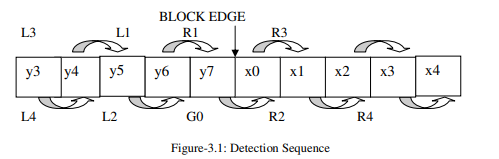 BLOCK EDGE
L3 L1 R1 R3
y3 y4 y5 y6 y7 x0 x1 x2 x3 x4
L4 L2 G0 R2 R4
Figure-3.1: Detection Sequence